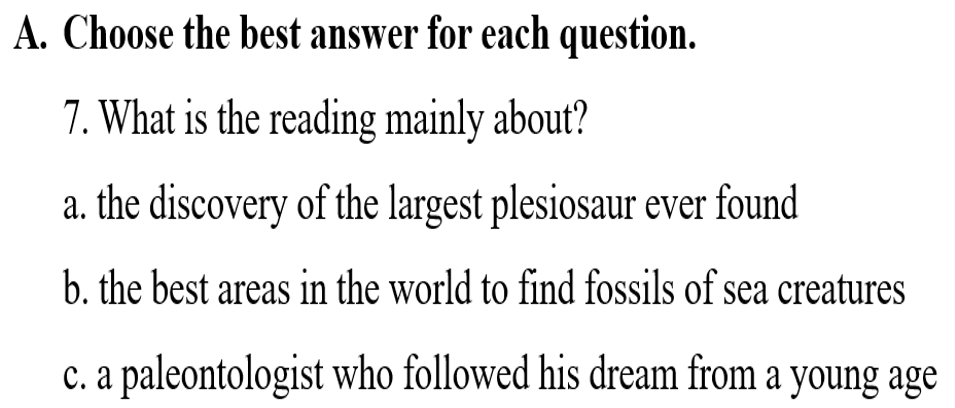 A. Choose the best answer for each question.
7. What is the reading mainly about?
a. the discovery of the largest plesiosaur ever found
b. the best areas in the world to find fossils of sea creatures
c. a paleontologist who followed his dream from a young age